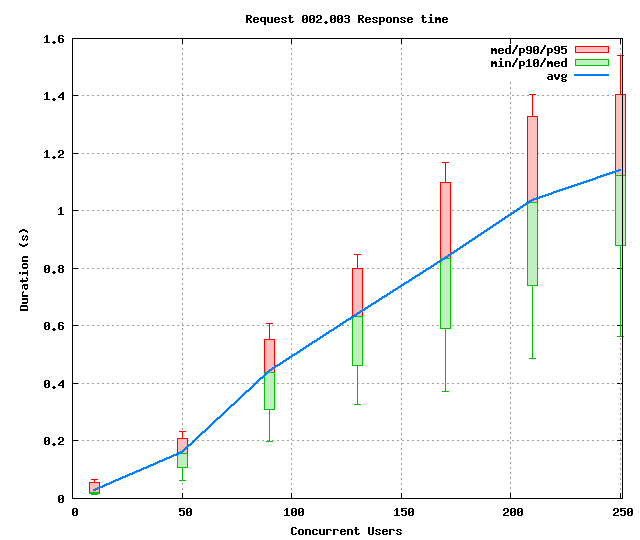 Request 002.003 Response time
med/p90/p95
min/p10/med
avg
1.6
1.4
1.2
1
0.8
0.6
0.4
0.2
0
0 50 100 150 200 250
Duration (s)
Concurrent Users